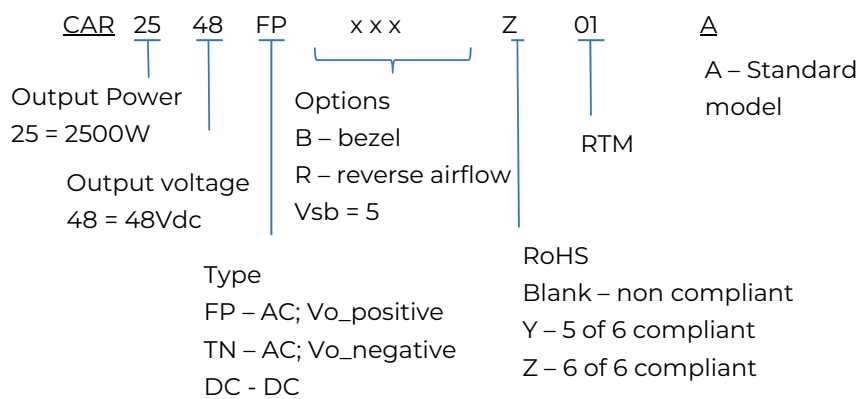 CAR 25 48 FP x x x Z 01 A
Output Power
25 = 2500W
Output voltage
48 = 48Vdc
Type
FP – AC; Vo_positive
TN – AC; Vo_negative
DC - DC
Options
B – bezel
R – reverse airflow
Vsb = 5
RoHS
Blank – non compliant
Y – 5 of 6 compliant
Z – 6 of 6 compliant
RTM
A – Standard
model